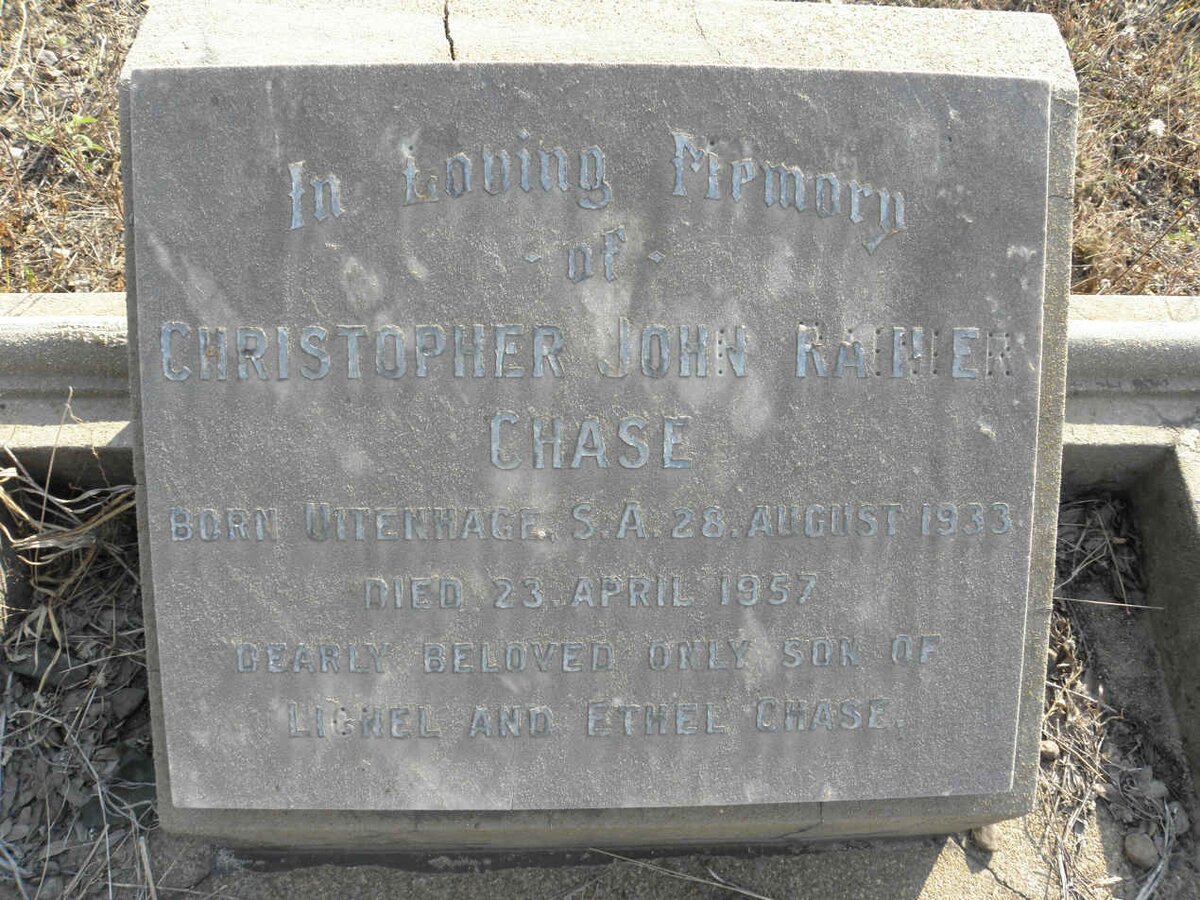 In Loving Memory
- of -
CHRISTOPHER JOHN RAINIER
CHASE
BORN UITENHAGE, S.A. 28. AUGUST 1933.
DIED 23. APRIL 1957
DEARLY BELOVED ONLY SON OF
LIONEL AND ETHEL CHASE.